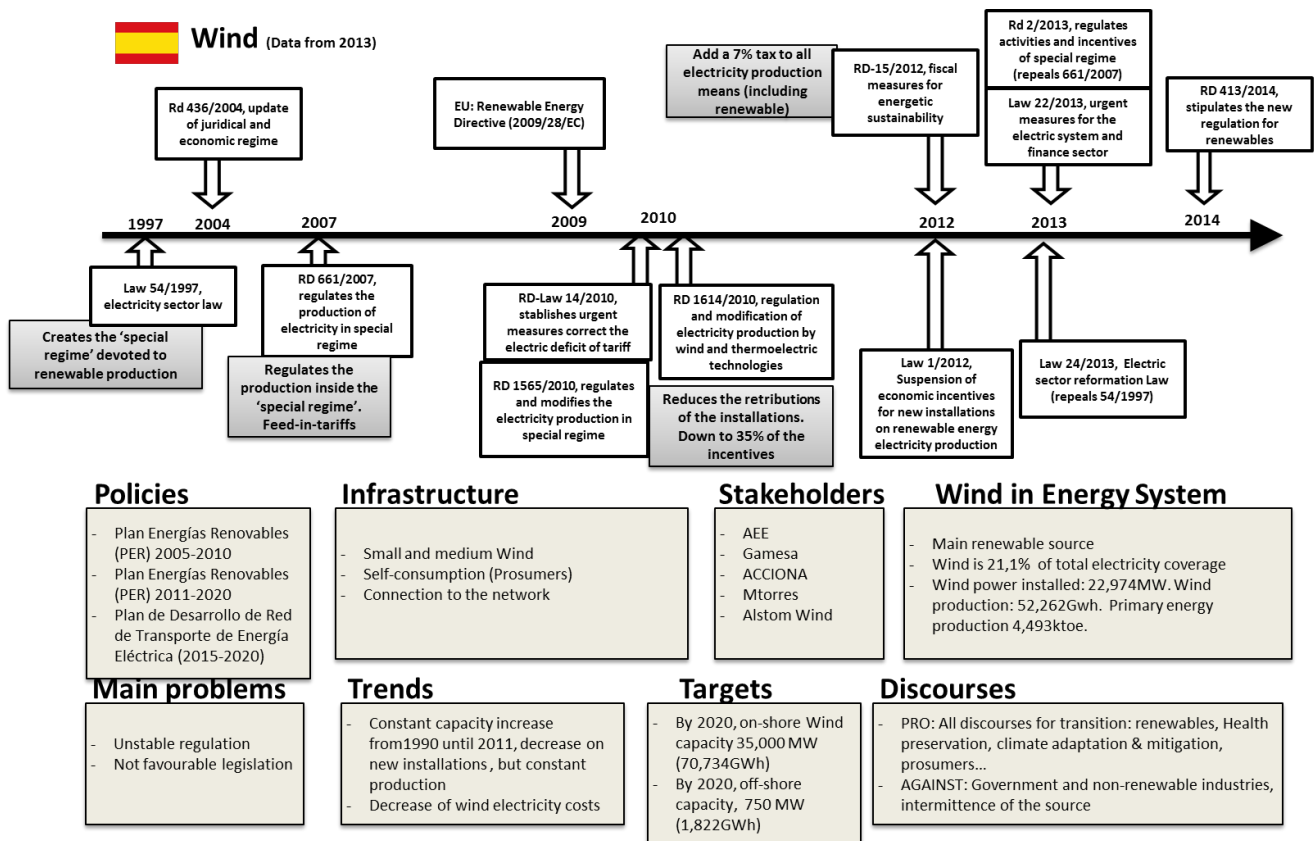 Wind (Data from 2013)
Rd 436/2004, update
of juridical and
economic regime
EU: Renewable Energy
Directive (2009/28/EC)
Add a 7% tax to all
electricity production
means (including
renewable)
RD-15/2012, fiscal
measures for
energetic
sustainability
Rd 2/2013, regulates
activities and incentives
of special regime
(repeals 661/2007)
Law 22/2013, urgent
measures for the
electric system and
finance sector
RD 413/2014,
stipulates the new
regulation for
renewables
1997
2004
2007
2009
2010
2012
2013
2014
Law 54/1997,
electricity sector law
Creates the ‘special
regime’ devoted to
renewable production
RD 661/2007,
regulates the
production of
electricity in special
regime
Regulates the
production inside the
‘special regime’.
Feed-in-tariffs
RD-Law 14/2010,
stablishes urgent
measures correct the
electric deficit of tariff
RD 1565/2010, regulates
and modifies the
electricity production in
special regime
RD 1614/2010, regulation
and modification of
electricity production by
wind and thermoelectric
technologies
Reduces the retributions
of the installations.
Down to 35% of the
incentives
Law 1/2012,
Suspension of
economic incentives
for new installations
on renewable energy
electricity production
Law 24/2013, Electric
sector reformation Law
(repeals 54/1997)
Policies
- Plan Energías Renovables
(PER) 2005-2010
- Plan Energías Renovables
(PER) 2011-2020
- Plan de Desarrollo de Red
de Transporte de Energía
Eléctrica (2015-2020)
Infrastructure
- Small and medium Wind
- Self-consumption (Prosumers)
- Connection to the network
Stakeholders
- AEE
- Gamesa
- ACCIONA
- Mtorres
- Alstom Wind
Wind in Energy System
- Main renewable source
- Wind is 21,1% of total electricity coverage
- Wind power installed: 22,974MW. Wind
production: 52,262Gwh. Primary energy
production 4,493ktoe.
Main problems
- Unstable regulation
- Not favourable legislation
Trends
- Constant capacity increase
from1990 until 2011, decrease on
new installations , but constant
production
- Decrease of wind electricity costs
Targets
- By 2020, on-shore Wind
capacity 35,000 MW
(70,734GWh)
- By 2020, off-shore
capacity, 750 MW
(1,822GWh)
Discourses
- PRO: All discourses for transition: renewables, Health
preservation, climate adaptation & mitigation,
prosumers…
- AGAINST: Government and non-renewable industries,
intermittence of the source